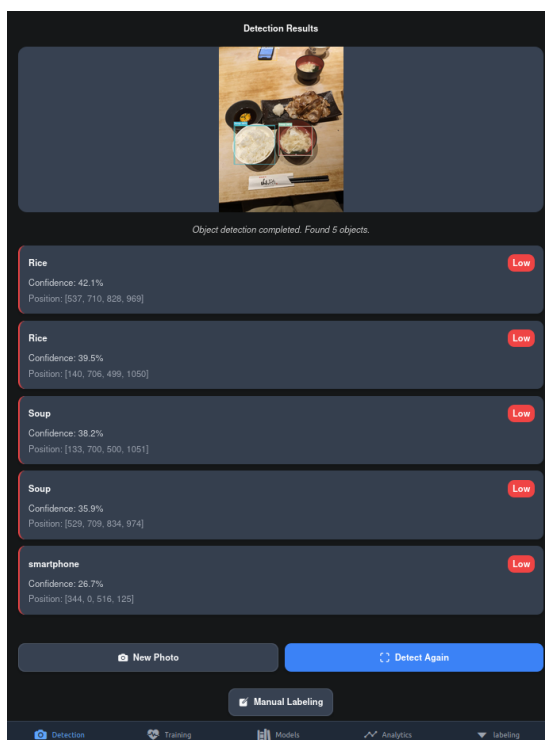 Detection Results
Object detection completed. Found 5 objects.
Rice
Low
Confidence: 42.1%
Position: [537, 710, 828, 969]
Rice
Low
Confidence: 39.5%
Position: [140, 706, 499, 1050]
Soup
Low
Confidence: 38.2%
Position: [133, 700, 500, 1051]
Soup
Low
Confidence: 35.9%
Position: [529, 709, 834, 974]
smartphone
Low
Confidence: 26.7%
Position: [344, 0, 516, 125]
New Photo
Detect Again
Manual Labeling
Detection
Training
Models
Analytics
labeling